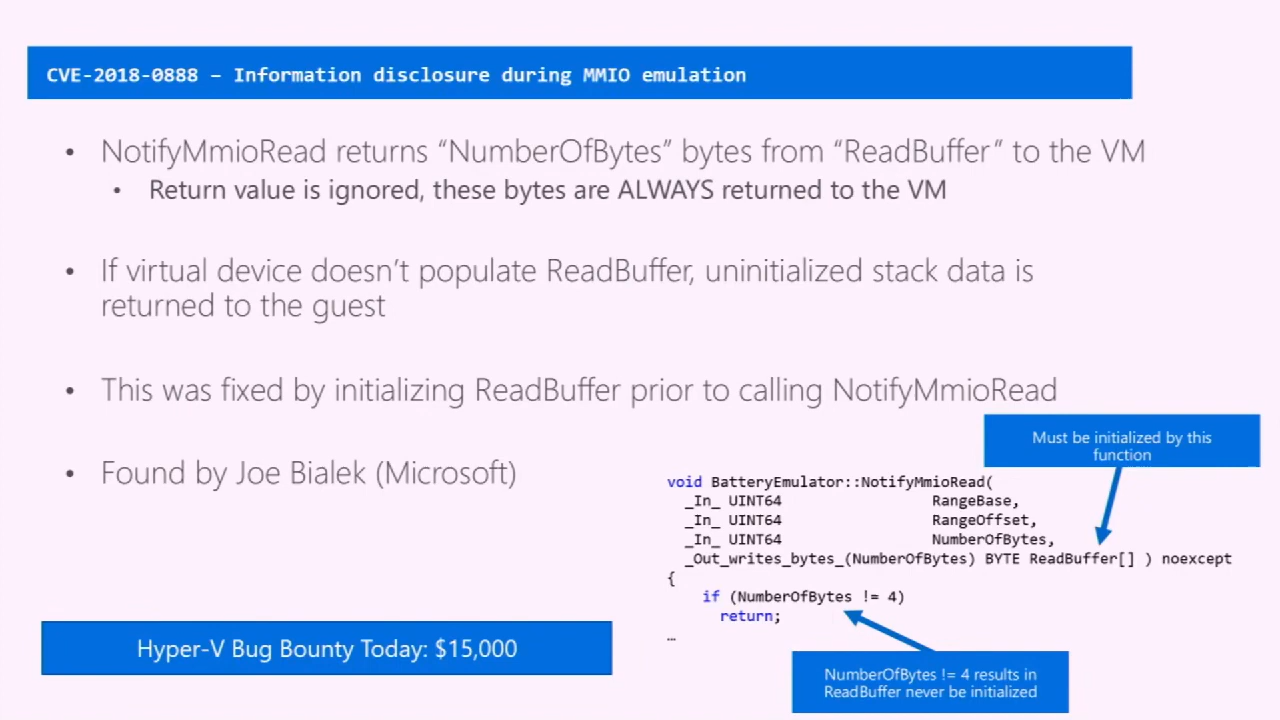 CVE-2018-0888 – Information disclosure during MMIO emulation
• NotifyMmioRead returns “NumberOfBytes” bytes from “ReadBuffer” to the VM
• Return value is ignored, these bytes are ALWAYS returned to the VM
• If virtual device doesn’t populate ReadBuffer, uninitialized stack data is
returned to the guest
• This was fixed by initializing ReadBuffer prior to calling NotifyMmioRead
• Found by Joe Bialek (Microsoft)
Must be initialized by this
function
void BatteryEmulator::NotifyMmioRead(
_In_ UINT64 RangeBase,
_In_ UINT64 RangeOffset,
_In_ UINT64 NumberOfBytes,
_Out_writes_bytes_(NumberOfBytes) BYTE ReadBuffer[] ) noexcept
{
if (NumberOfBytes != 4)
return;
…
Hyper-V Bug Bounty Today: $15,000
NumberOfBytes != 4 results in
ReadBuffer never be initialized